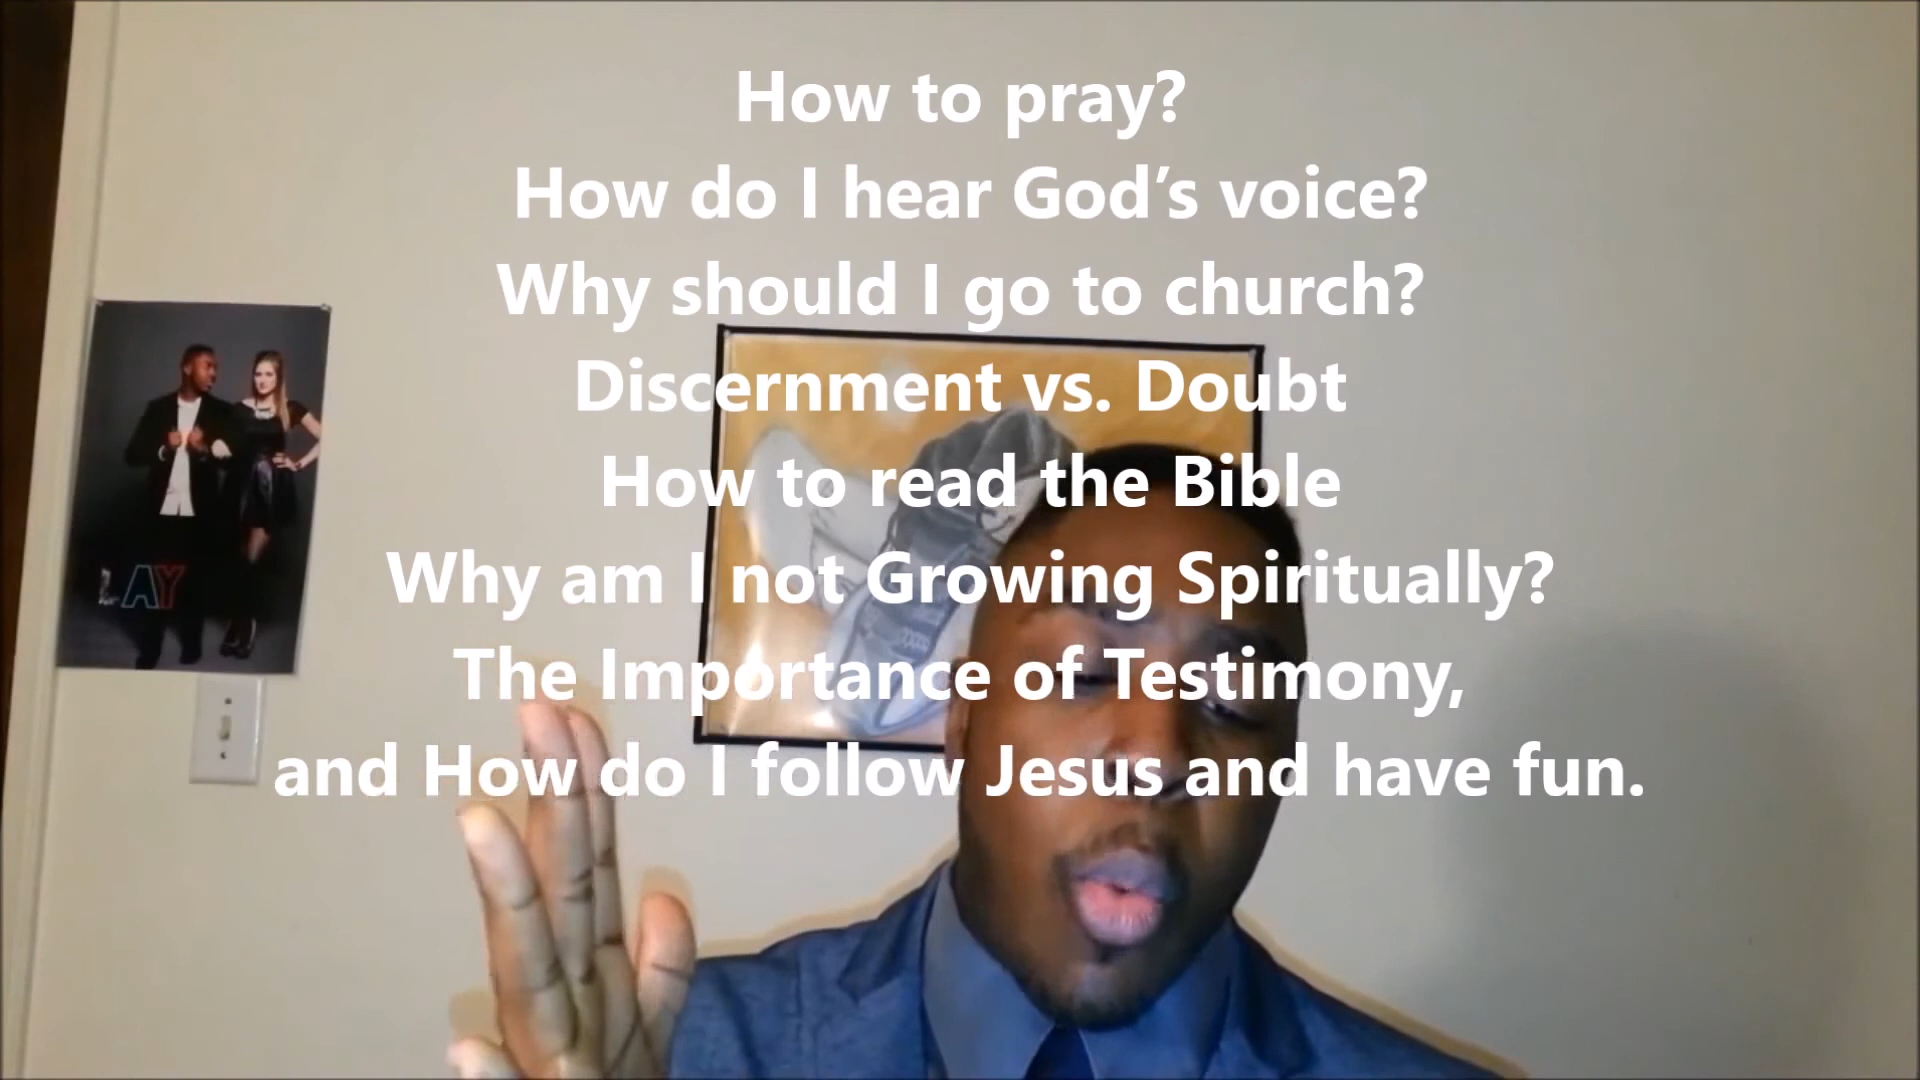 How to pray?
How do I hear God’s voice?
Why should I go to church?
Discernment vs. Doubt
How to read the Bible
Why am I not Growing Spiritually?
The Importance of Testimony,
and How do I follow Jesus and have fun.